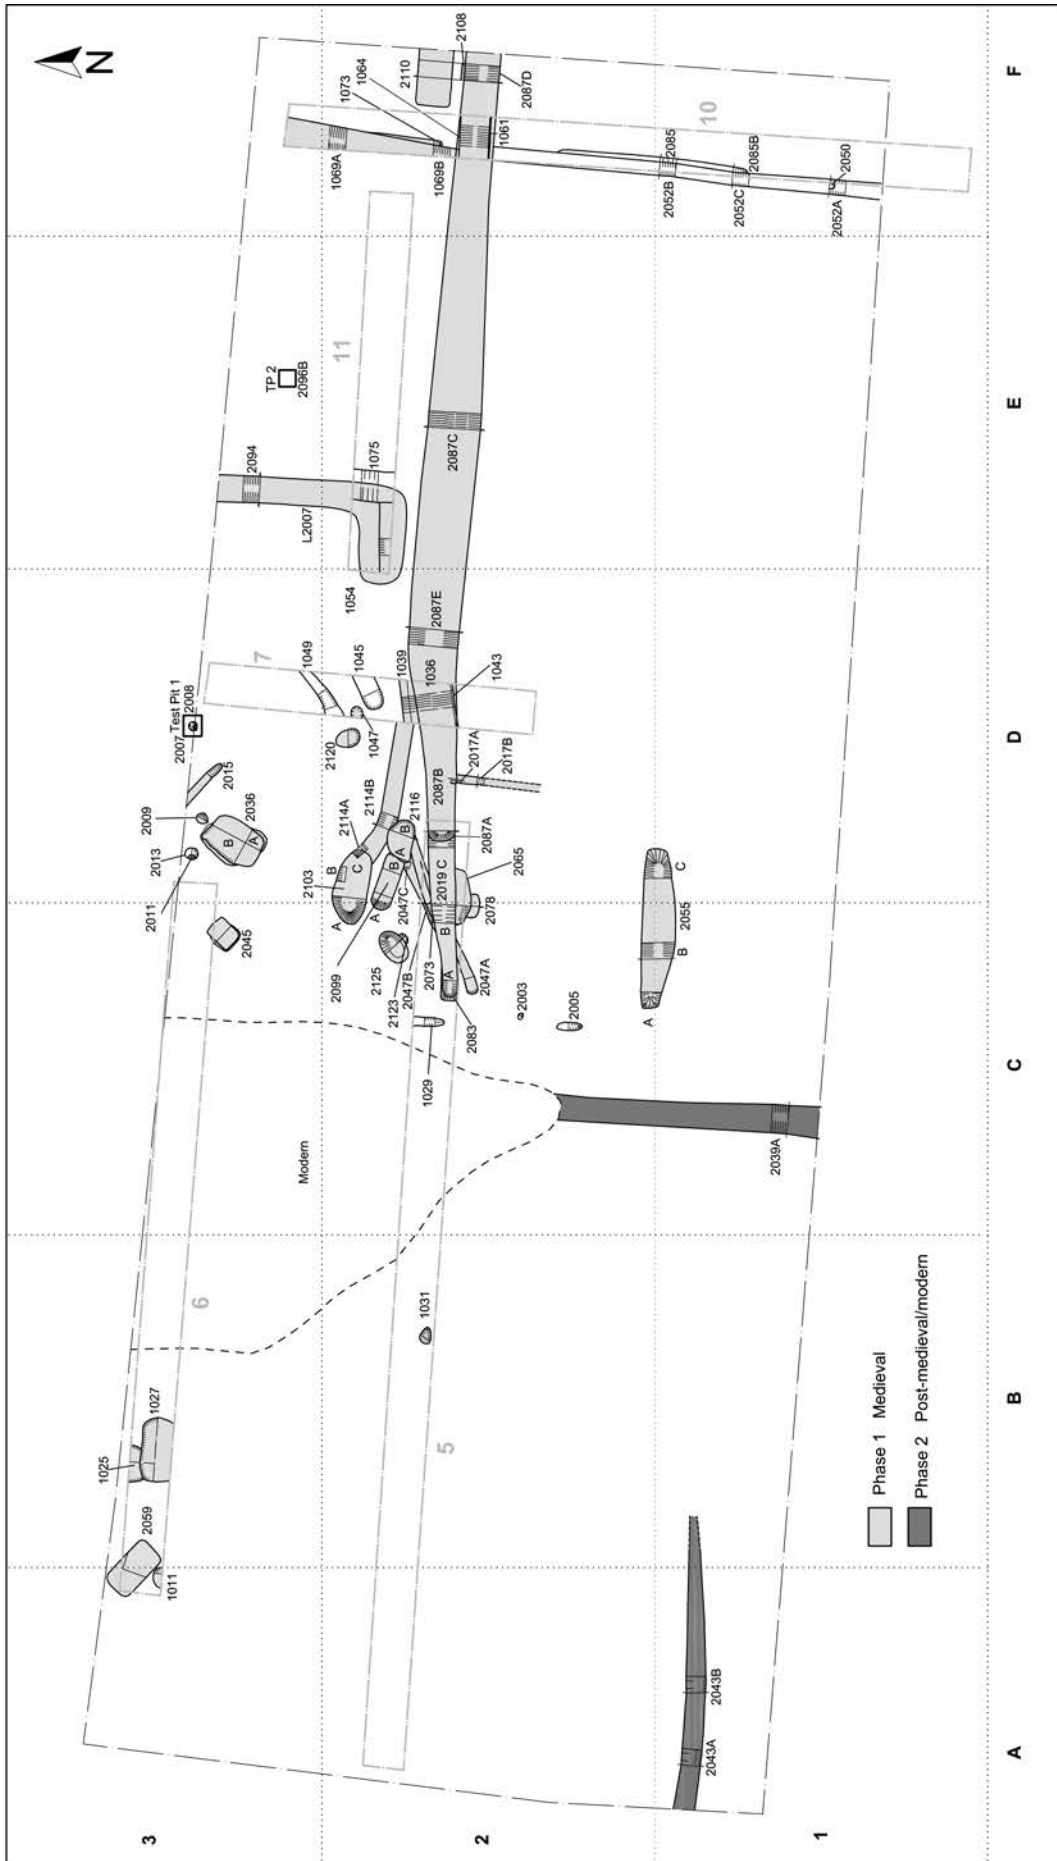 N
3
2
1
A
B
C
D
E
F
5
6
7
10
11
Modern
Phase 1 Medieval
Phase 2 Post-medieval/modern
1025
1027
2059
1011
1031
2043A
2043B
2039A
2045
2011
2013
2009
B
A
2036
2015
2007
Test Pit 1
2008
1049
1045
1047
2120
1039
1036
1043
2114B
2114A
2116
B
A
2103
B
C
A
B
A
2047C
2099
2125
2123
2047B
2073
2047A
2083
1029
2003
2005
A
B
2019 C
2078
2065
2087A
2087B
2017A
2017B
A
B
C
2055
2087E
1054
L2007
2094
1075
TP 2
2096B
2087C
1069A
1069B
1073
1064
2110
2108
2087D
1061
2085
2052B
2085B
2052C
2050
2052A